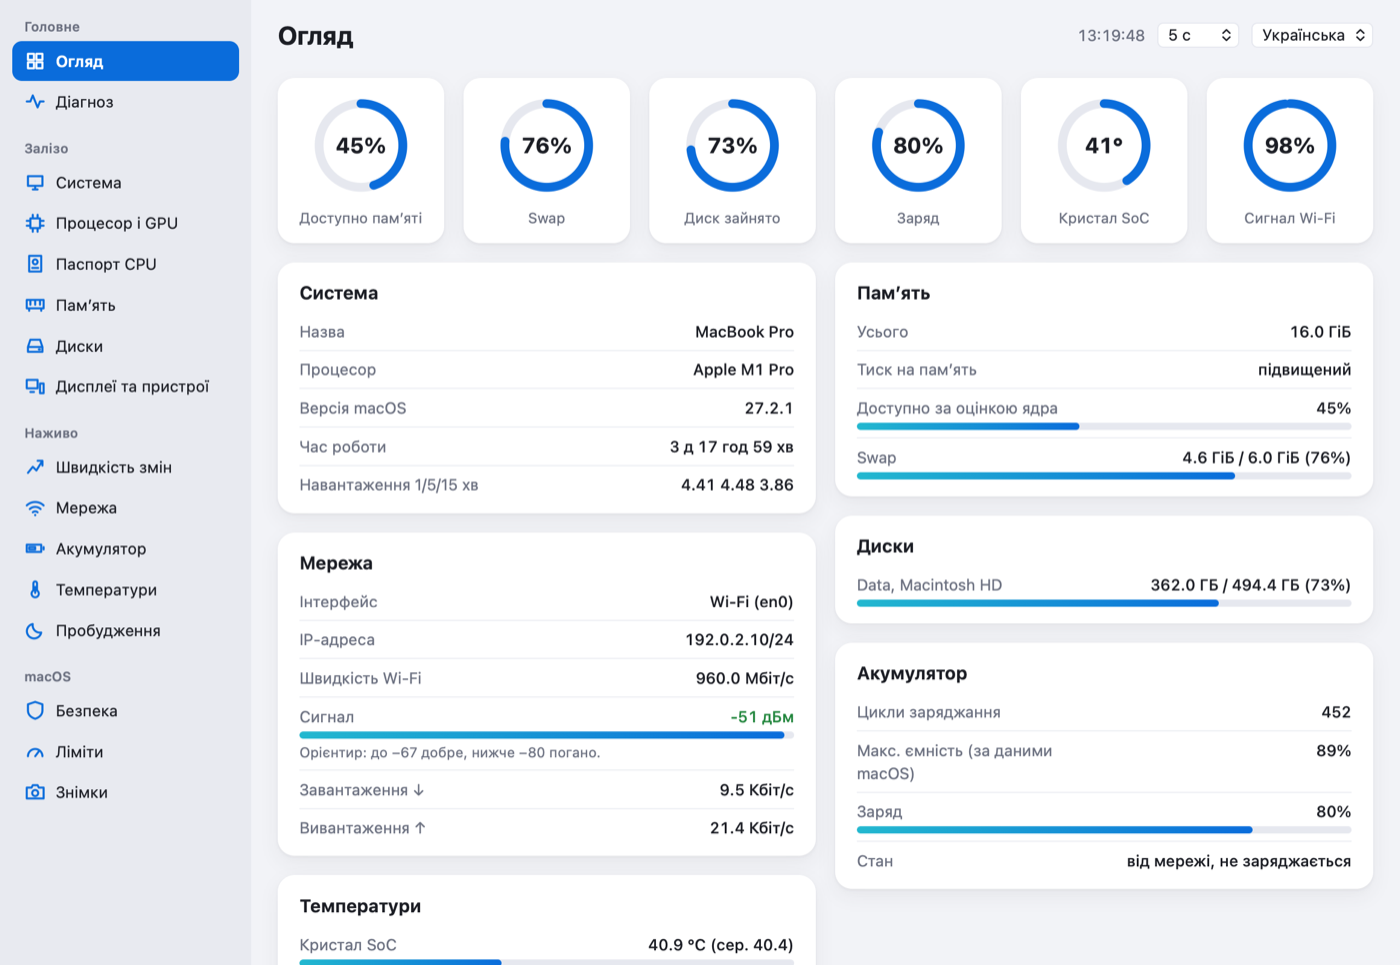 Головне
Огляд
Діагноз
Залізо
Система
Процесор і GPU
Паспорт CPU
Пам’ять
Диски
Дисплеї та пристрої
Наживо
Швидкість змін
Мережа
Акумулятор
Температури
Пробудження
macOS
Безпека
Ліміти
Знімки
Огляд
13:19:48
5 с
Українська
45%
Доступно пам’яті
76%
Swap
73%
Диск зайнято
80%
Заряд
41°
Кристал SoC
98%
Сигнал Wi-Fi
Система
Назва MacBook Pro
Процесор Apple M1 Pro
Версія macOS 27.2.1
Час роботи 3 д 17 год 59 хв
Навантаження 1/5/15 хв 4.41 4.48 3.86
Мережа
Інтерфейс Wi-Fi (en0)
IP-адреса 192.0.2.10/24
Швидкість Wi-Fi 960.0 Мбіт/с
Сигнал -51 дБм
Орієнтир: до −67 добре, нижче −80 погано.
Завантаження ↓ 9.5 Кбіт/с
Вивантаження ↑ 21.4 Кбіт/с
Температури
Кристал SoC 40.9 °C (сер. 40.4)
Пам’ять
Усього 16.0 ГіБ
Тиск на пам’ять підвищений
Доступно за оцінкою ядра 45%
Swap 4.6 ГіБ / 6.0 ГіБ (76%)
Диски
Data, Macintosh HD 362.0 ГБ / 494.4 ГБ (73%)
Акумулятор
Цикли заряджання 452
Макс. ємність (за даними 89%
macOS)
Заряд 80%
Стан від мережі, не заряджається